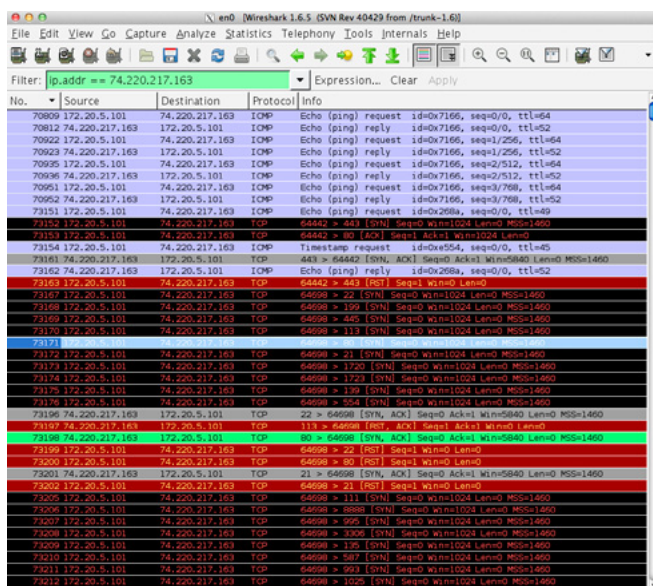 en0 [Wireshark 1.6.5 (SVN Rev 40429 from /trunk-1.6)]
File Edit View Go Capture Analyze Statistics Telephony Tools Internals Help
Filter: ip.addr == 74.220.217.163 Expression... Clear Apply
No. Source Destination Protocol Info
70809 172.20.5.101 74.220.217.163 ICMP Echo (ping) request id=0x7166, seq=0/0, ttl=64
70812 74.220.217.163 172.20.5.101 ICMP Echo (ping) reply id=0x7166, seq=0/0, ttl=52
70922 172.20.5.101 74.220.217.163 ICMP Echo (ping) request id=0x7166, seq=1/256, ttl=64
70923 74.220.217.163 172.20.5.101 ICMP Echo (ping) reply id=0x7166, seq=1/256, ttl=52
70935 172.20.5.101 74.220.217.163 ICMP Echo (ping) request id=0x7166, seq=2/512, ttl=64
70936 74.220.217.163 172.20.5.101 ICMP Echo (ping) reply id=0x7166, seq=2/512, ttl=52
70951 172.20.5.101 74.220.217.163 ICMP Echo (ping) request id=0x7166, seq=3/768, ttl=64
70952 74.220.217.163 172.20.5.101 ICMP Echo (ping) reply id=0x7166, seq=3/768, ttl=52
73151 172.20.5.101 74.220.217.163 ICMP Echo (ping) request id=0x268a, seq=0/0, ttl=49
73152 172.20.5.101 74.220.217.163 TCP 64442 > 443 [SYN] Seq=0 Win=1024 Len=0 MSS=1460
73153 172.20.5.101 74.220.217.163 TCP 64442 > 80 [ACK] Seq=1 Ack=1 Win=1024 Len=0
73154 172.20.5.101 74.220.217.163 ICMP Timestamp request id=0xe554, seq=0/0, ttl=45
73161 74.220.217.163 172.20.5.101 TCP 443 > 64442 [SYN, ACK] Seq=0 Ack=1 Win=5840 Len=0 MSS=1460
73162 74.220.217.163 172.20.5.101 ICMP Echo (ping) reply id=0x268a, seq=0/0, ttl=52
73163 172.20.5.101 74.220.217.163 TCP 64442 > 443 [RST] Seq=1 Win=0 Len=0
73167 172.20.5.101 74.220.217.163 TCP 64698 > 22 [SYN] Seq=0 Win=1024 Len=0 MSS=1460
73168 172.20.5.101 74.220.217.163 TCP 64698 > 199 [SYN] Seq=0 Win=1024 Len=0 MSS=1460
73169 172.20.5.101 74.220.217.163 TCP 64698 > 445 [SYN] Seq=0 Win=1024 Len=0 MSS=1460
73170 172.20.5.101 74.220.217.163 TCP 64698 > 113 [SYN] Seq=0 Win=1024 Len=0 MSS=1460
73171 172.20.5.101 74.220.217.163 TCP 64698 > 80 [SYN] Seq=0 Win=1024 Len=0 MSS=1460
73172 172.20.5.101 74.220.217.163 TCP 64698 > 21 [SYN] Seq=0 Win=1024 Len=0 MSS=1460
73173 172.20.5.101 74.220.217.163 TCP 64698 > 1720 [SYN] Seq=0 Win=1024 Len=0 MSS=1460
73174 172.20.5.101 74.220.217.163 TCP 64698 > 1723 [SYN] Seq=0 Win=1024 Len=0 MSS=1460
73175 172.20.5.101 74.220.217.163 TCP 64698 > 139 [SYN] Seq=0 Win=1024 Len=0 MSS=1460
73176 172.20.5.101 74.220.217.163 TCP 64698 > 554 [SYN] Seq=0 Win=1024 Len=0 MSS=1460
73196 74.220.217.163 172.20.5.101 TCP 22 > 64698 [SYN, ACK] Seq=0 Ack=1 Win=5840 Len=0 MSS=1460
73197 74.220.217.163 172.20.5.101 TCP 113 > 64698 [RST, ACK] Seq=1 Ack=1 Win=0 Len=0
73198 74.220.217.163 172.20.5.101 TCP 80 > 64698 [SYN, ACK] Seq=0 Ack=1 Win=5840 Len=0 MSS=1460
73199 172.20.5.101 74.220.217.163 TCP 64698 > 22 [RST] Seq=1 Win=0 Len=0
73200 172.20.5.101 74.220.217.163 TCP 64698 > 80 [RST] Seq=1 Win=0 Len=0
73201 74.220.217.163 172.20.5.101 TCP 21 > 64698 [SYN, ACK] Seq=0 Ack=1 Win=5840 Len=0 MSS=1460
73202 172.20.5.101 74.220.217.163 TCP 64698 > 21 [RST] Seq=1 Win=0 Len=0
73205 172.20.5.101 74.220.217.163 TCP 64698 > 111 [SYN] Seq=0 Win=1024 Len=0 MSS=1460
73206 172.20.5.101 74.220.217.163 TCP 64698 > 8888 [SYN] Seq=0 Win=1024 Len=0 MSS=1460
73207 172.20.5.101 74.220.217.163 TCP 64698 > 995 [SYN] Seq=0 Win=1024 Len=0 MSS=1460
73208 172.20.5.101 74.220.217.163 TCP 64698 > 3306 [SYN] Seq=0 Win=1024 Len=0 MSS=1460
73209 172.20.5.101 74.220.217.163 TCP 64698 > 135 [SYN] Seq=0 Win=1024 Len=0 MSS=1460
73210 172.20.5.101 74.220.217.163 TCP 64698 > 587 [SYN] Seq=0 Win=1024 Len=0 MSS=1460
73211 172.20.5.101 74.220.217.163 TCP 64698 > 993 [SYN] Seq=0 Win=1024 Len=0 MSS=1460
73212 172.20.5.101 74.220.217.163 TCP 64698 > 1025 [SYN] Seq=0 Win=1024 Len=0 MSS=1460